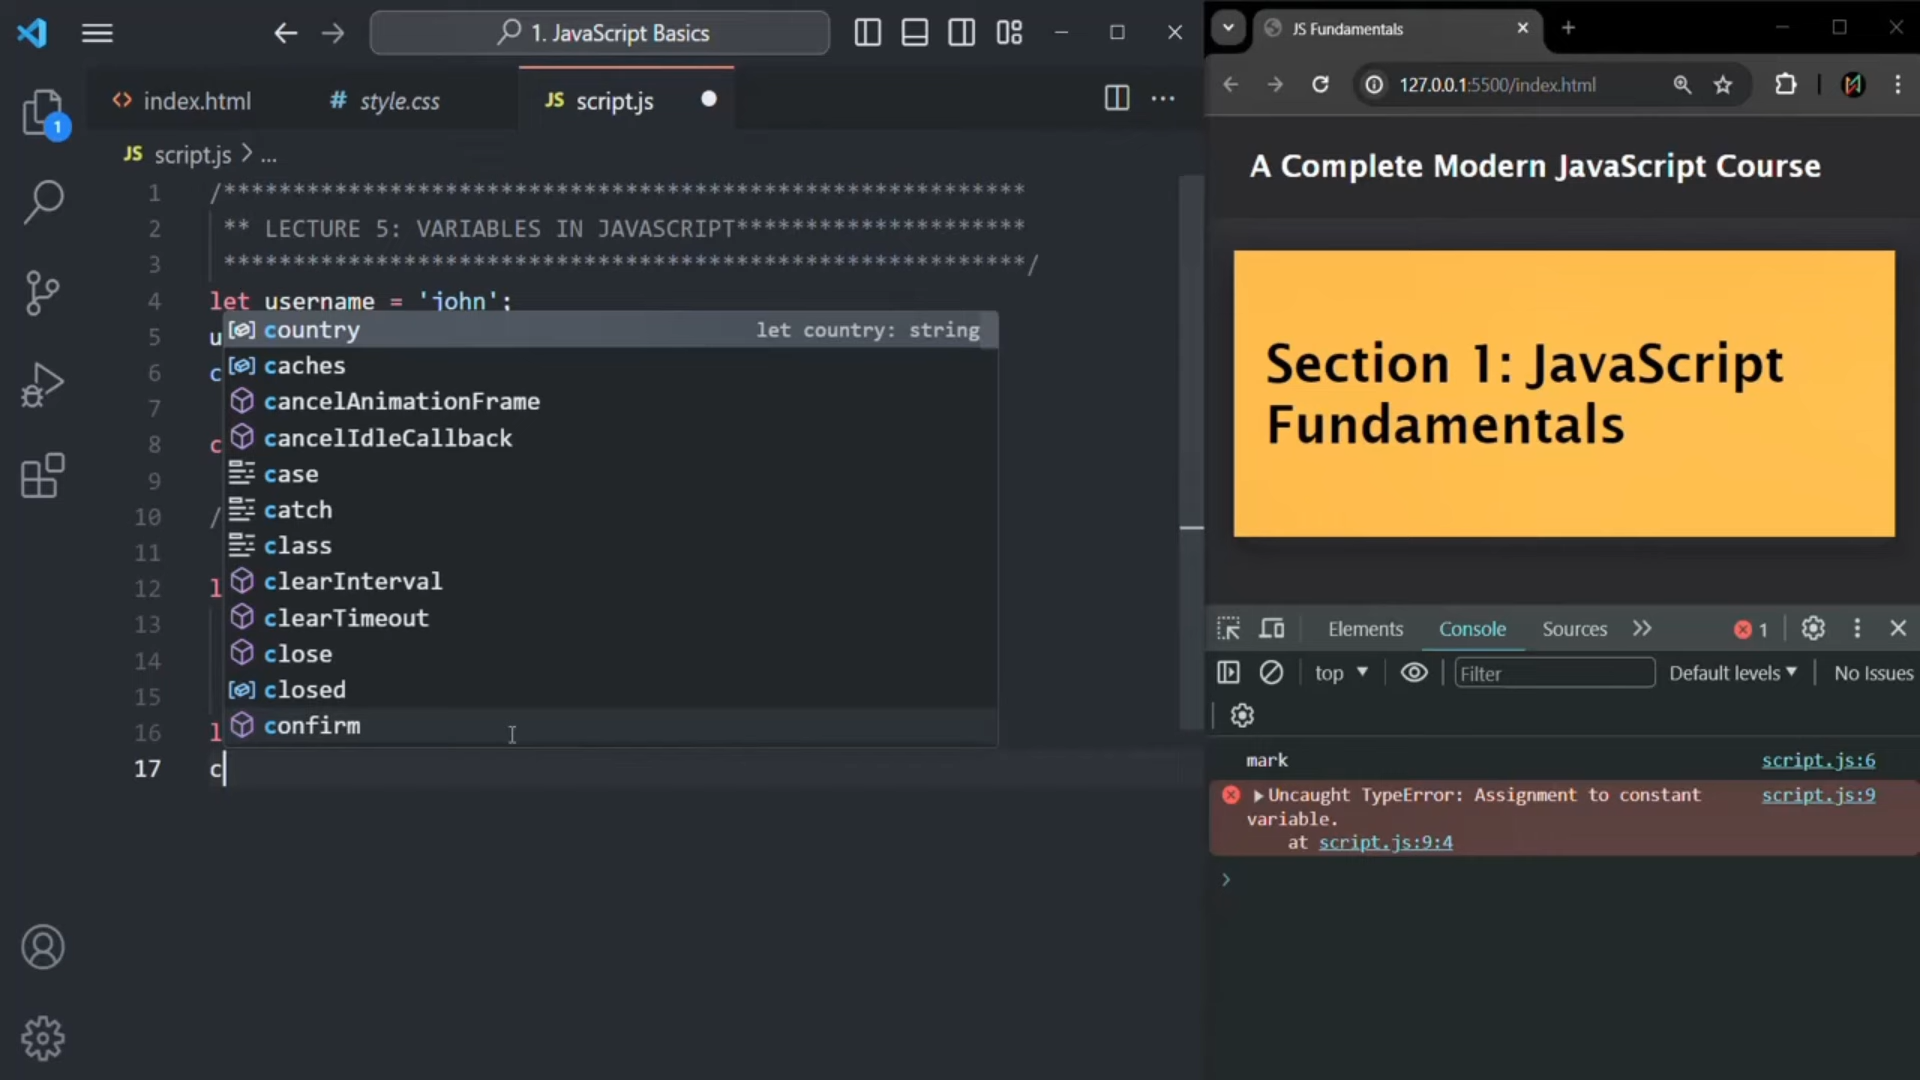 1. JavaScript Basics
index.html
style.css
JS script.js
JS script.js > ...
1 /**********************************************************
2 ** LECTURE 5: VARIABLES IN JAVASCRIPT*********************
3 **********************************************************/
4 let username = 'john';
5 u
6 c
7
8 c
9
10 /
11
12 l
13
14
15
16 l
17 c
country let country: string
caches
cancelAnimationFrame
cancelIdleCallback
case
catch
class
clearInterval
clearTimeout
close
closed
confirm
1
JS Fundamentals
127.0.0.1:5500/index.html
A Complete Modern JavaScript Course
Section 1: JavaScript
Fundamentals
Elements Console Sources 1
top Filter Default levels No Issues
mark script.js:6
Uncaught TypeError: Assignment to constant script.js:9
variable.
at script.js:9:4